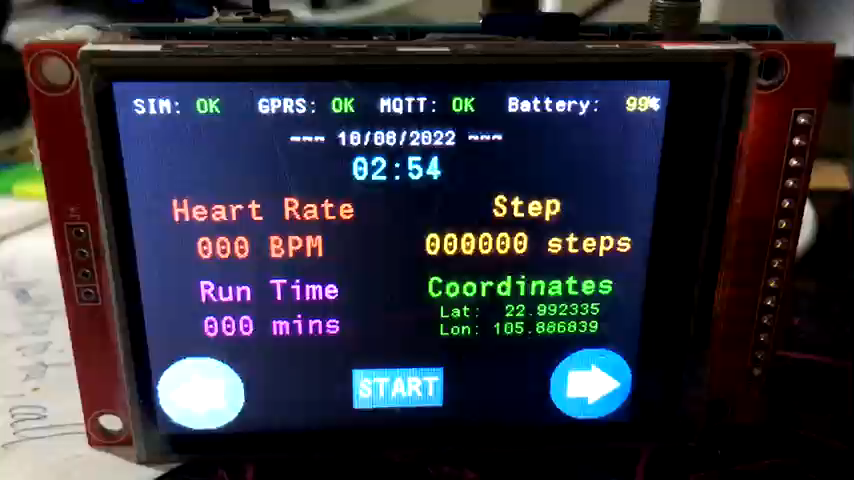 SIM: OK GPRS: OK MQTT: OK Battery: 99%
~~~ 10/08/2022 ~~~
02:54
Heart Rate Step
000 BPM 000000 steps
Run Time Coordinates
000 mins Lat: 22.992335
Lon: 105.886839
START